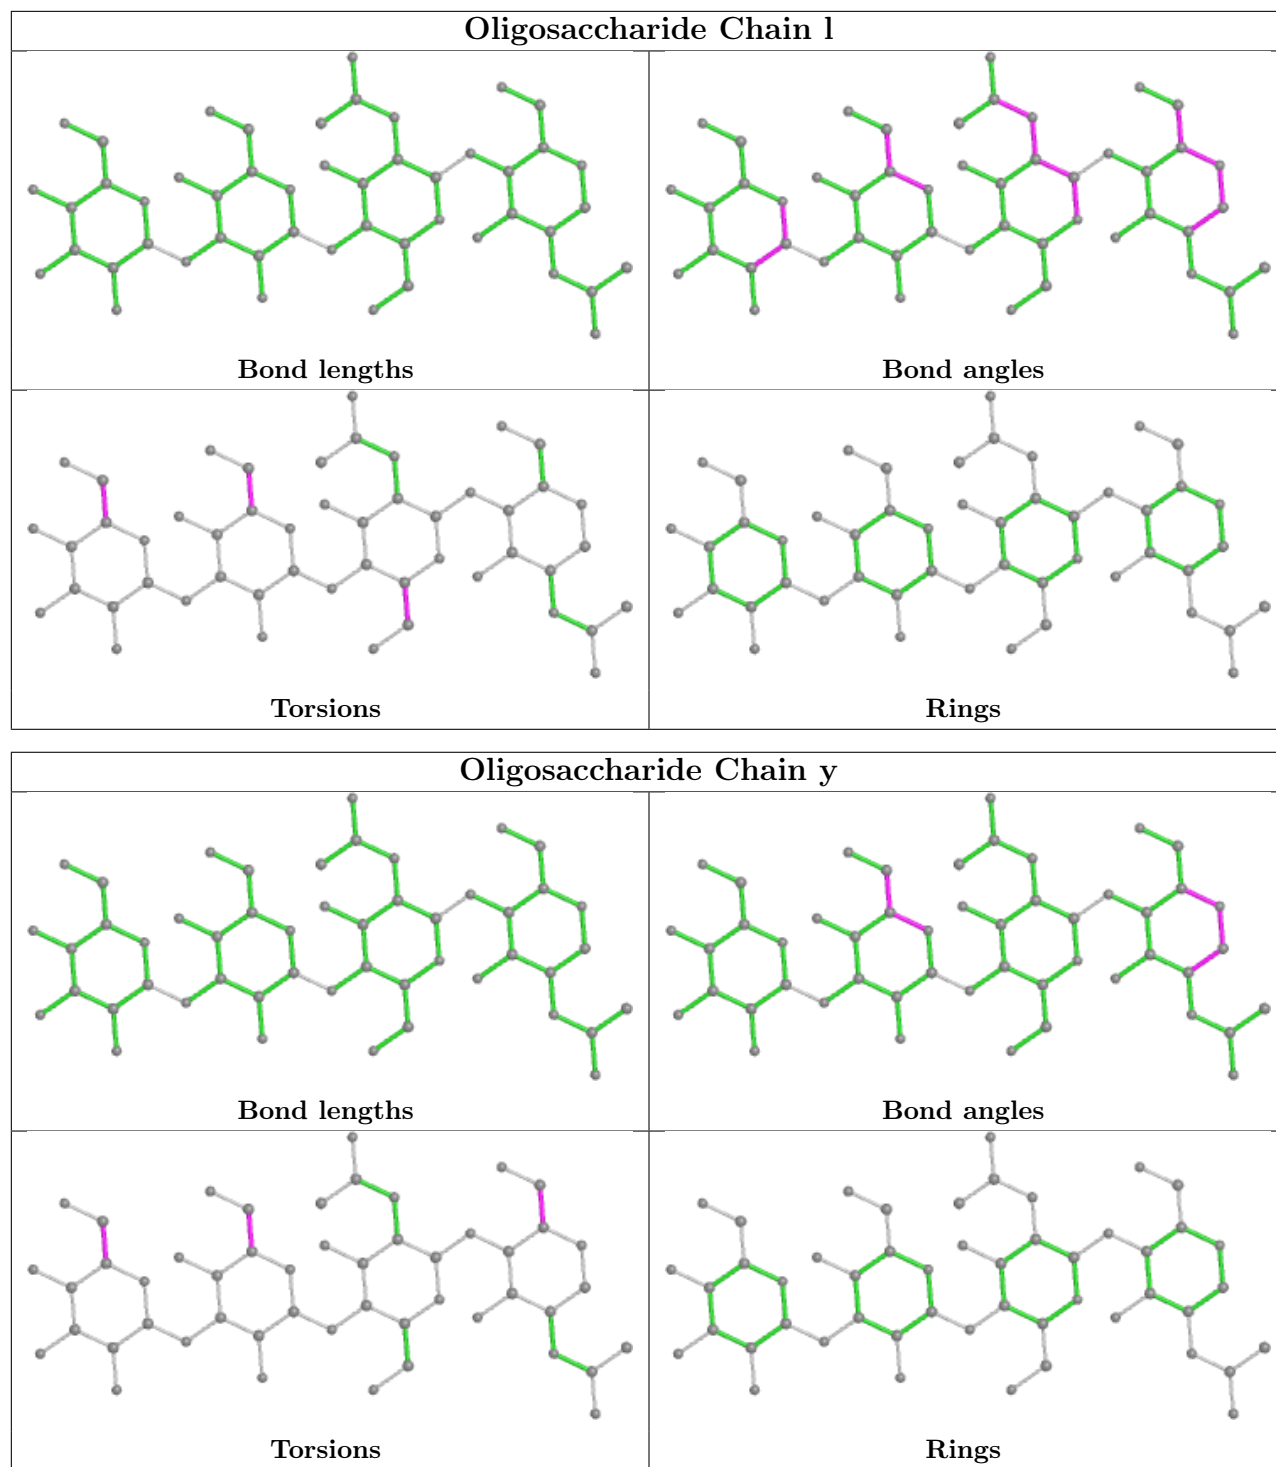 Oligosaccharide Chain l
Bond lengths
Bond angles
Torsions
Rings
Oligosaccharide Chain y
Bond lengths
Bond angles
Torsions
Rings